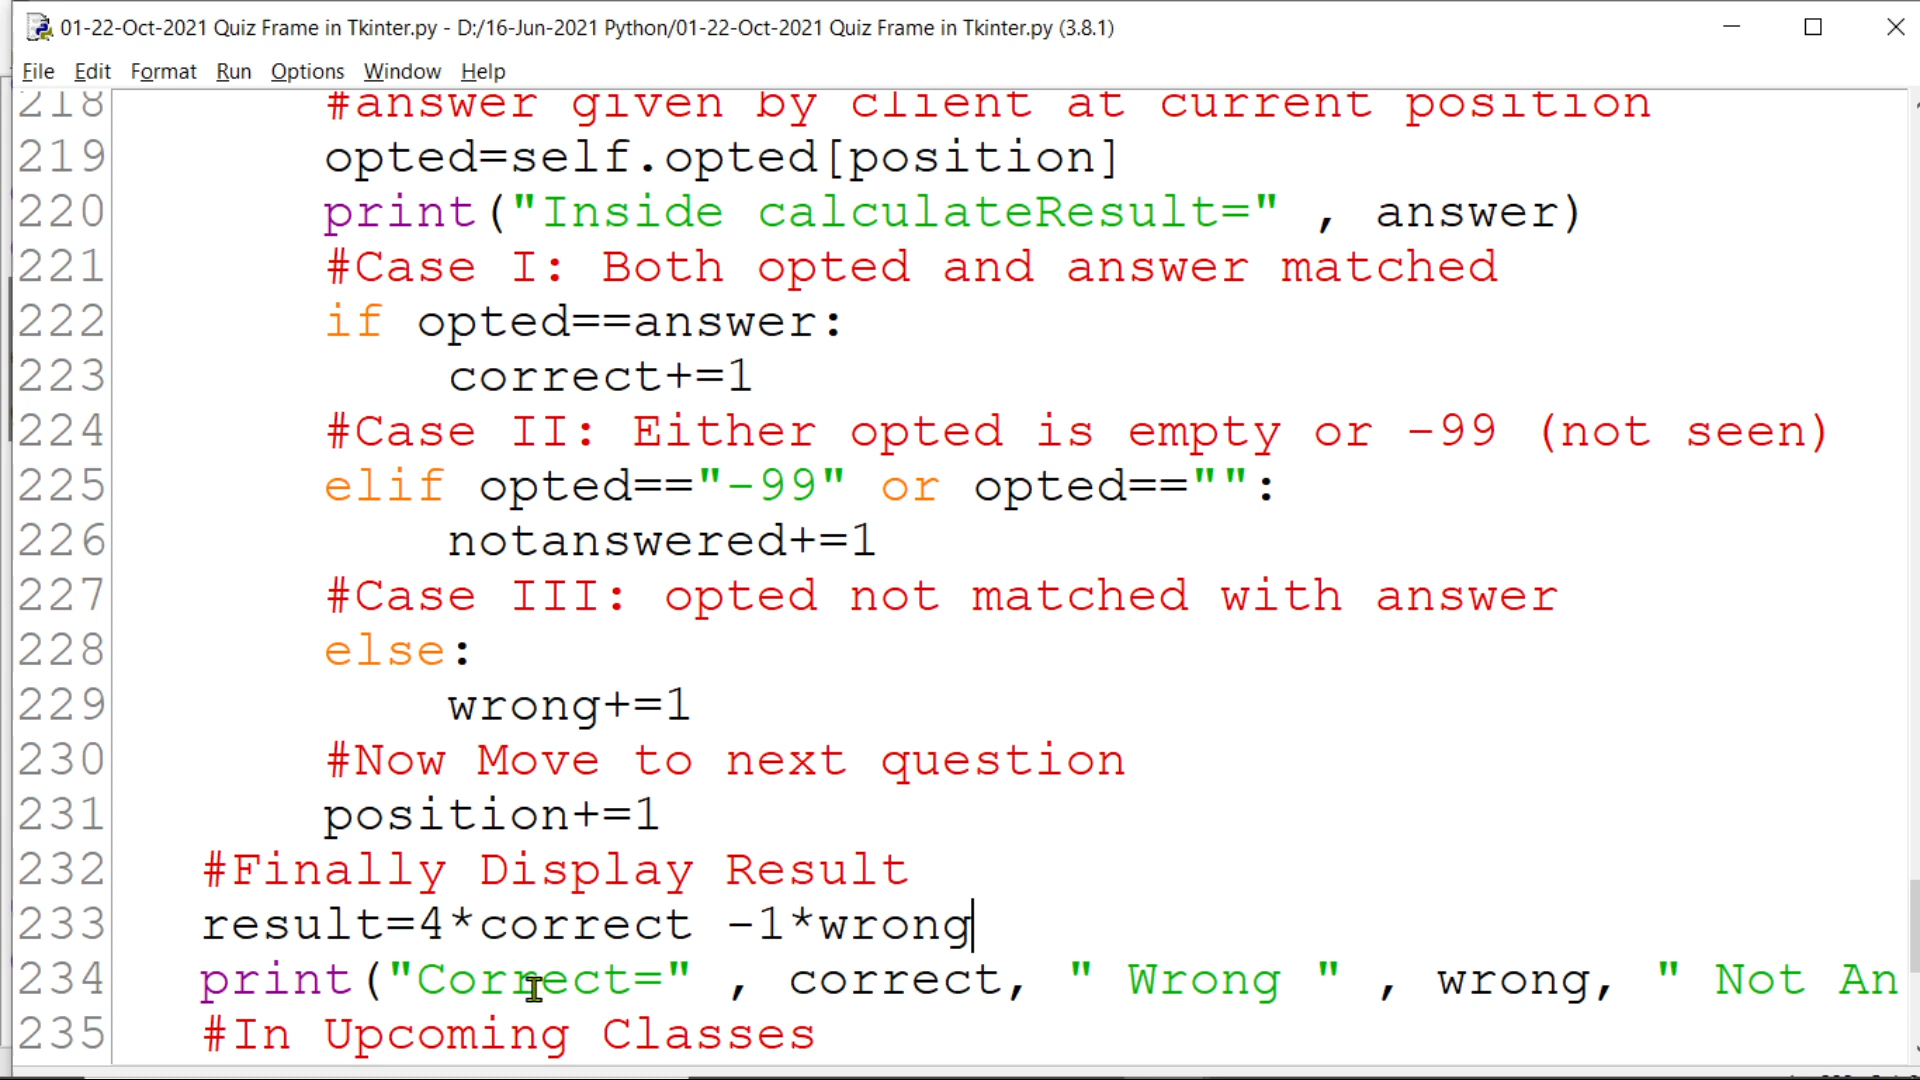 01-22-Oct-2021 Quiz Frame in Tkinter.py - D:/16-Jun-2021 Python/01-22-Oct-2021 Quiz Frame in Tkinter.py (3.8.1)
File Edit Format Run Options Window Help
218 #answer given by client at current position
219 opted=self.opted[position]
220 print("Inside calculateResult=" , answer)
221 #Case I: Both opted and answer matched
222 if opted==answer:
223 correct+=1
224 #Case II: Either opted is empty or -99 (not seen)
225 elif opted=="-99" or opted=="":
226 notanswered+=1
227 #Case III: opted not matched with answer
228 else:
229 wrong+=1
230 #Now Move to next question
231 position+=1
232 #Finally Display Result
233 result=4*correct -1*wrong
234 print("Correct=" , correct, " Wrong " , wrong, " Not An
235 #In Upcoming Classes